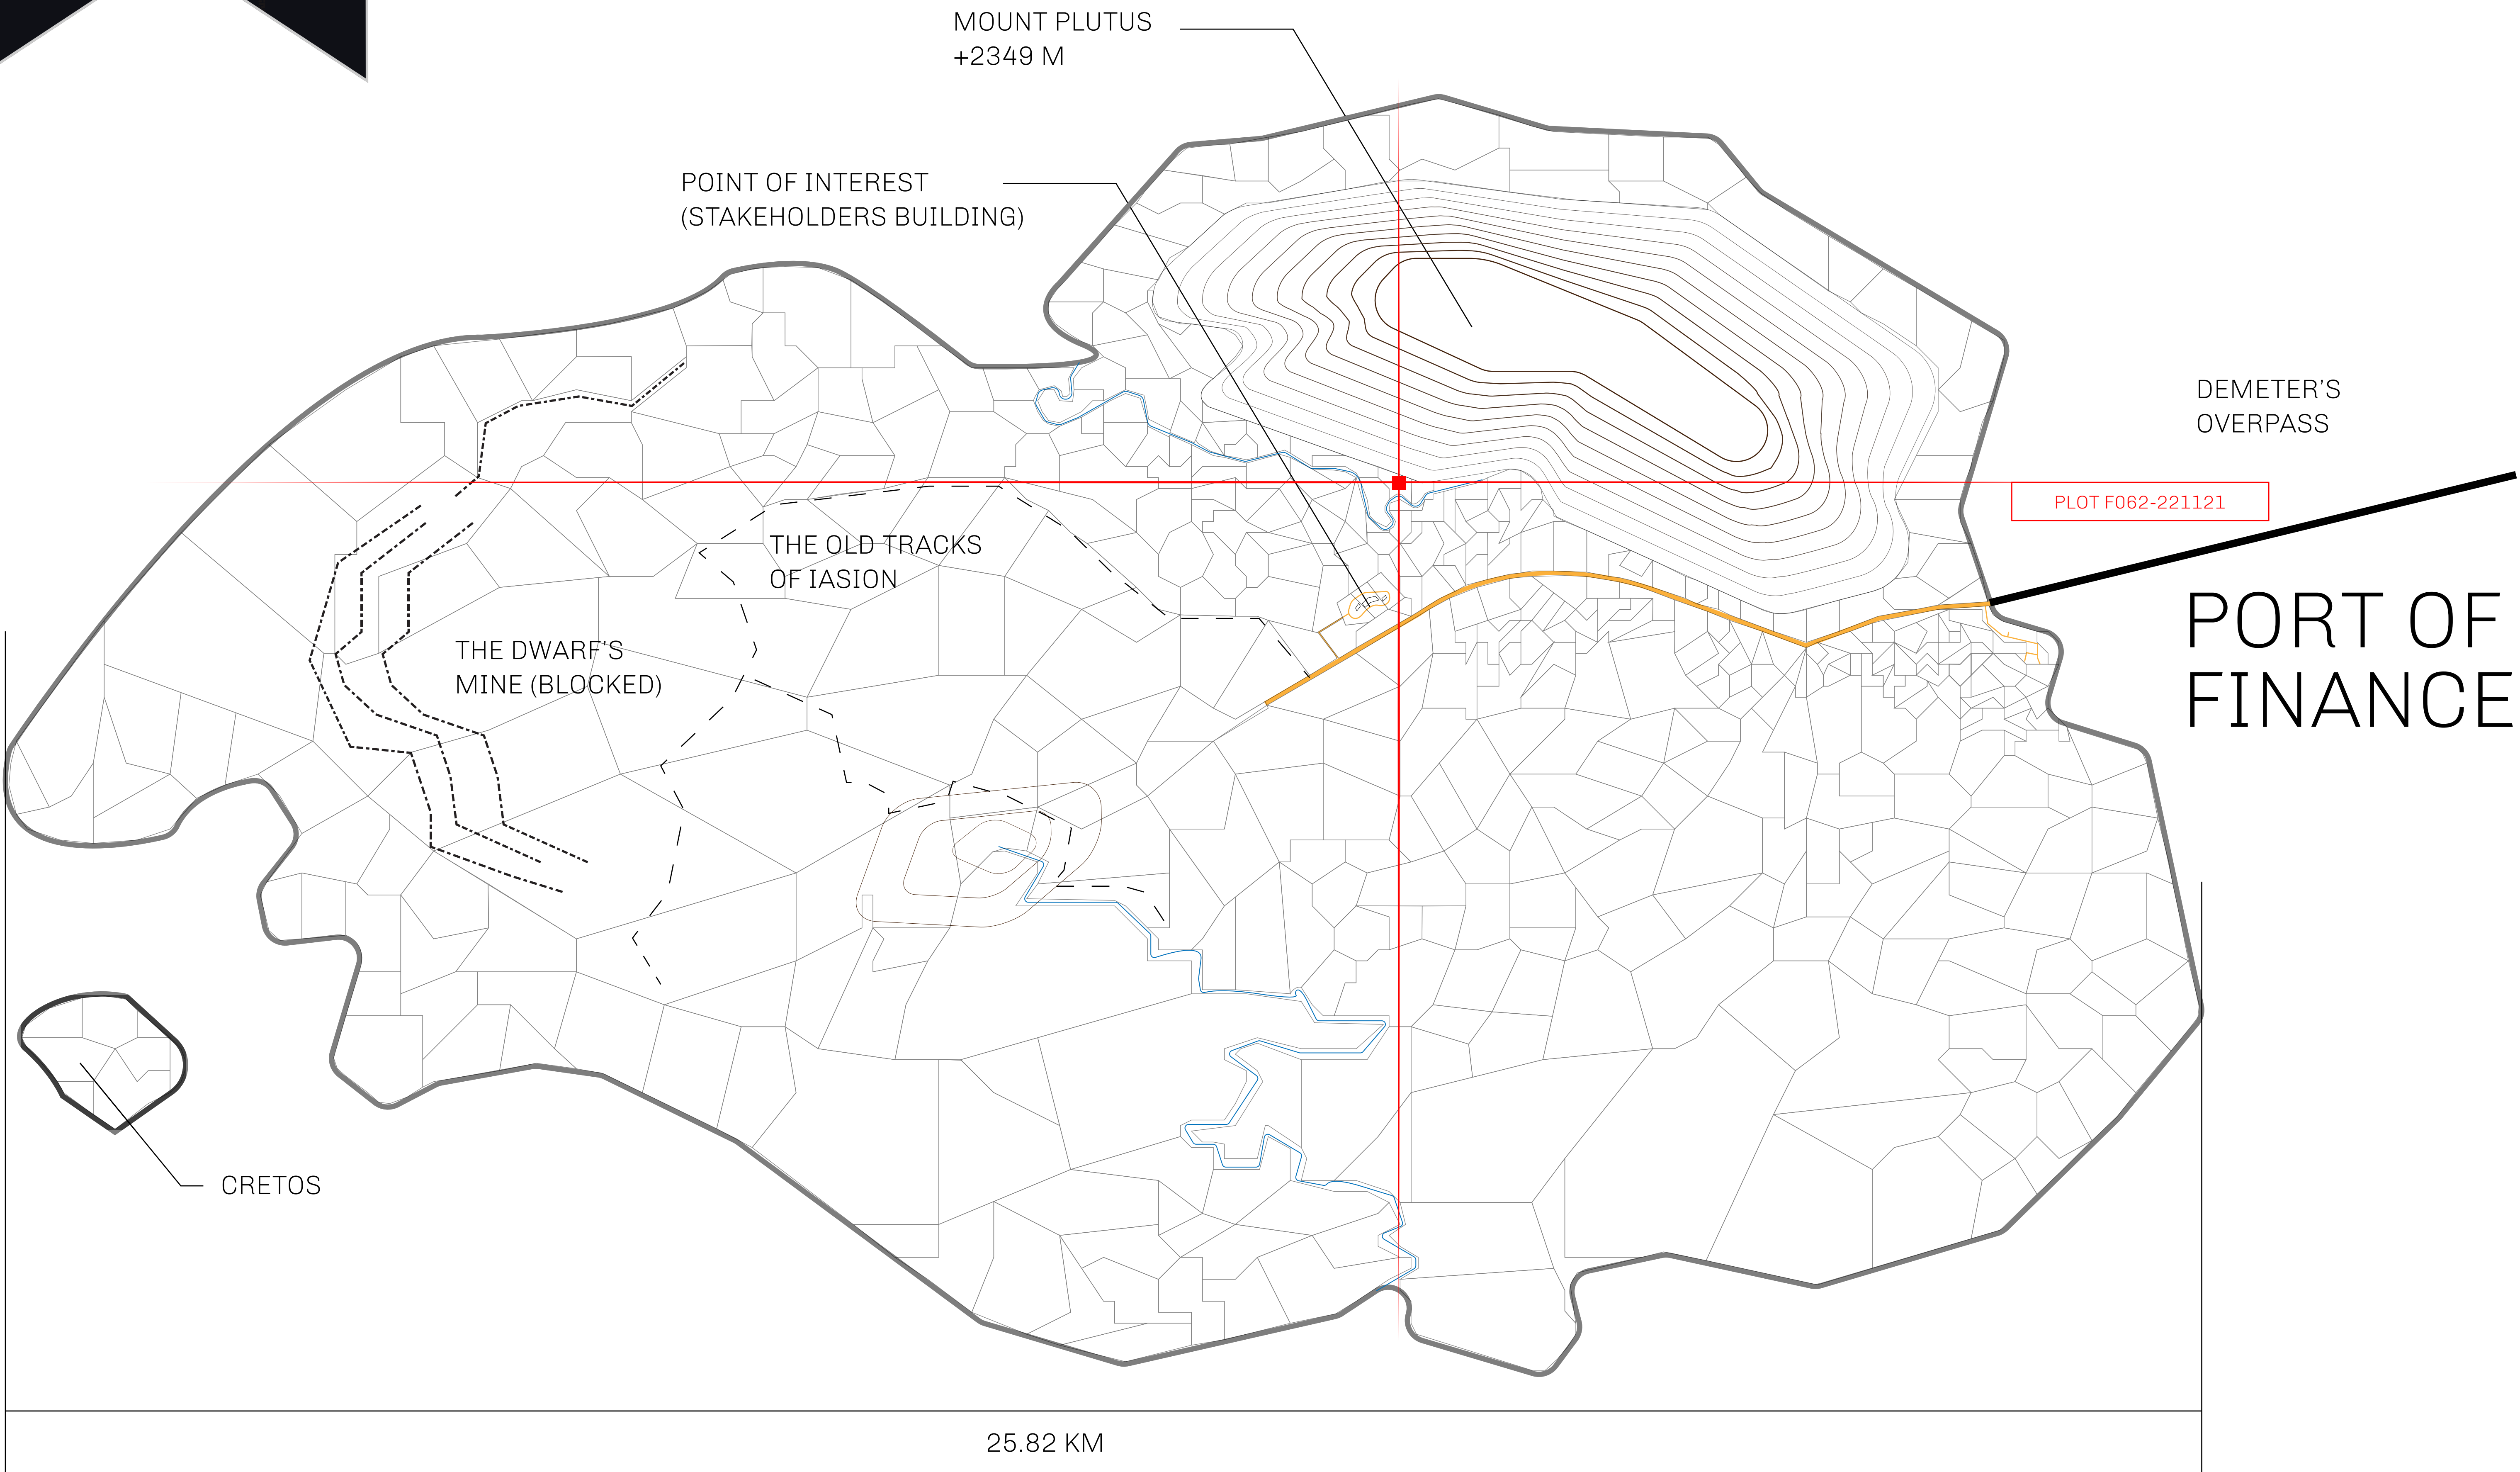 MOUNT PLUTUS
+2349 M
POINT OF INTEREST
(STAKEHOLDERS BUILDING)
DEMETER'S
OVERPASS
PLOT F062-221121
THE OLD TRACKS
OF IASION
PORT OF
FINANCE
THE DWARF'S
MINE (BLOCKED)
CRETOS
25.82 KM